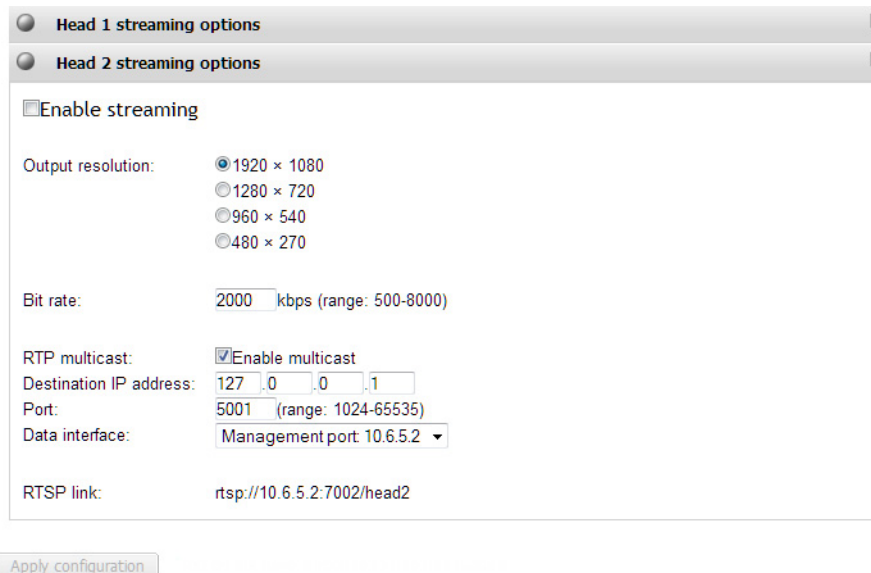 Head 1 streaming options
Head 2 streaming options
Enable streaming
Output resolution: 1920 × 1080
1280 × 720
960 × 540
480 × 270
Bit rate: 2000 kbps (range: 500-8000)
RTP multicast: Enable multicast
Destination IP address: 127 .0 .0 .1
Port: 5001 (range: 1024-65535)
Data interface: Management port: 10.6.5.2
RTSP link: rtsp://10.6.5.2:7002/head2
Apply configuration